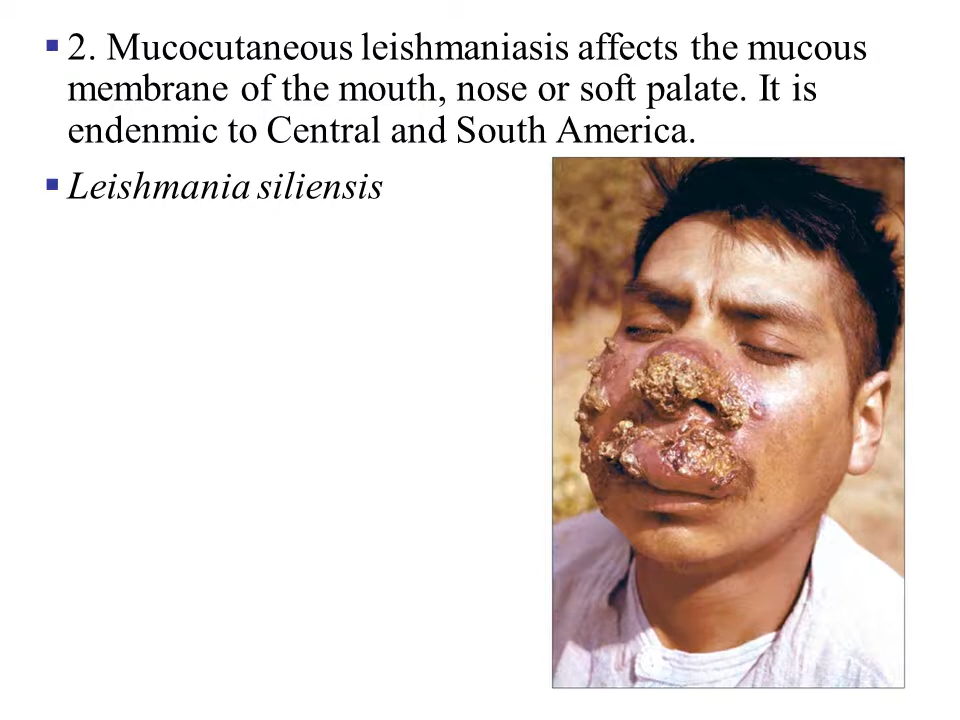 ▪ 2. Mucocutaneous leishmaniasis affects the mucous
membrane of the mouth, nose or soft palate. It is
endenmic to Central and South America.
▪ Leishmania siliensis